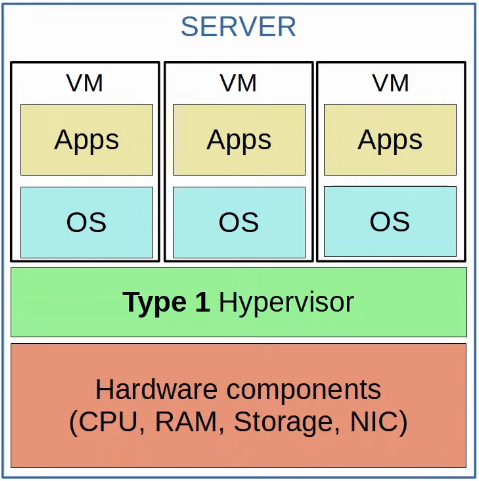 SERVER
VM VM VM
Apps Apps Apps
OS OS OS
Type 1 Hypervisor
Hardware components
(CPU, RAM, Storage, NIC)